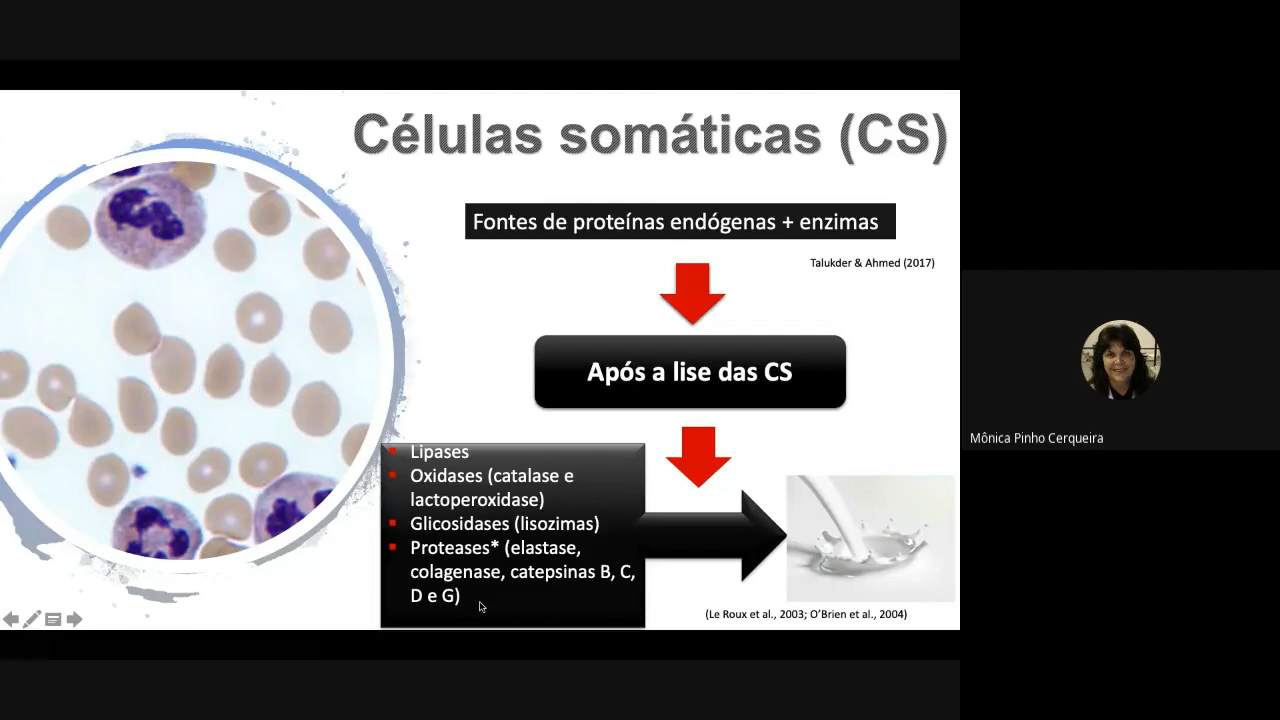 Células somáticas (CS)
Fontes de proteínas endógenas + enzimas
Talukder & Ahmed (2017)
Após a lise das CS
Lipases
Oxidases (catalase e
lactoperoxidase)
Glicosidases (lisozimas)
Proteases* (elastase,
colagenase, catepsinas B, C,
D e G)
(Le Roux et al., 2003; O’Brien et al., 2004)
Mônica Pinho Cerqueira